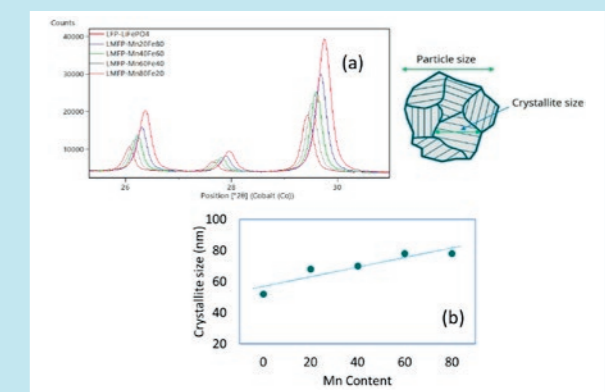 Counts
40000
30000
20000
10000
LFP-LiFePO4
LMFP-Mn20Fe80
LMFP-Mn40Fe60
LMFP-Mn60Fe40
LMFP-Mn80Fe20
(a)
26
28
30
Position [°2θ] (Cobalt (Co))
Particle size
Crystallite size
Crystallite size (nm)
100
80
60
40
20
(b)
0
20
40
60
80
Mn Content